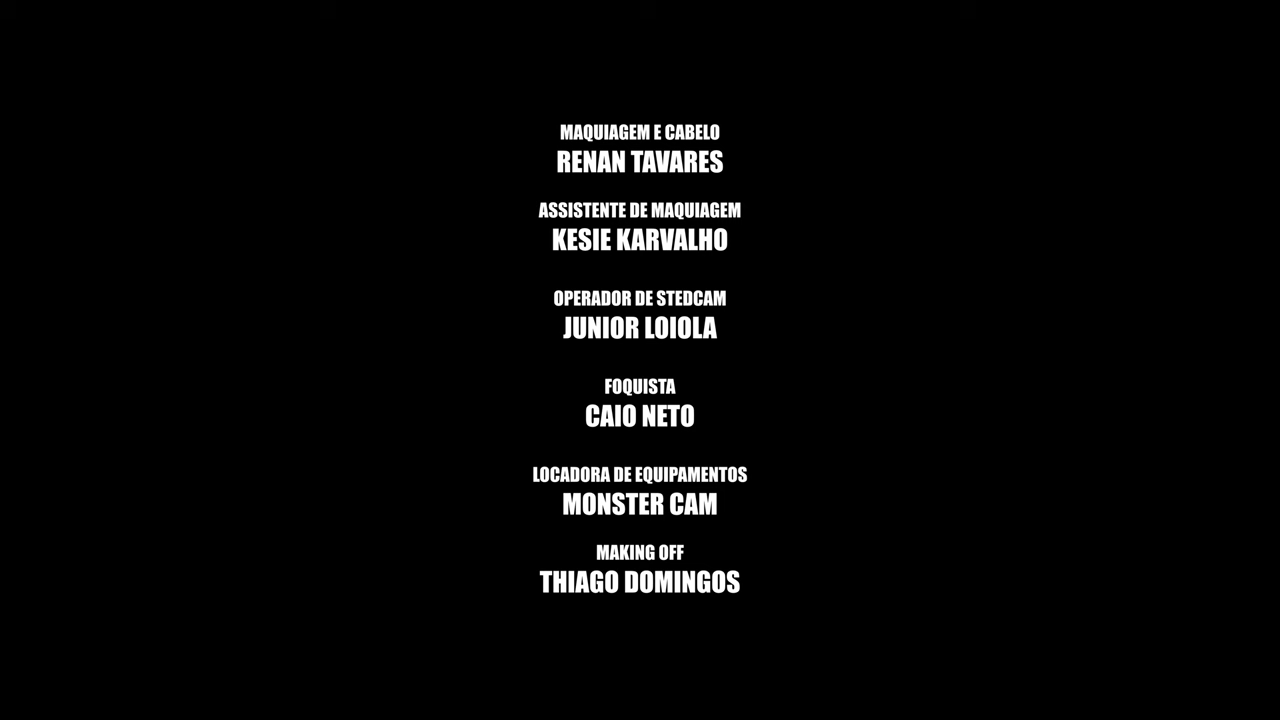 MAQUIAGEM E CABELO
RENAN TAVARES
ASSISTENTE DE MAQUIAGEM
KESIE KARVALHO
OPERADOR DE STEDCAM
JUNIOR LOIOLA
FOQUISTA
CAIO NETO
LOCADORA DE EQUIPAMENTOS
MONSTER CAM
MAKING OFF
THIAGO DOMINGOS